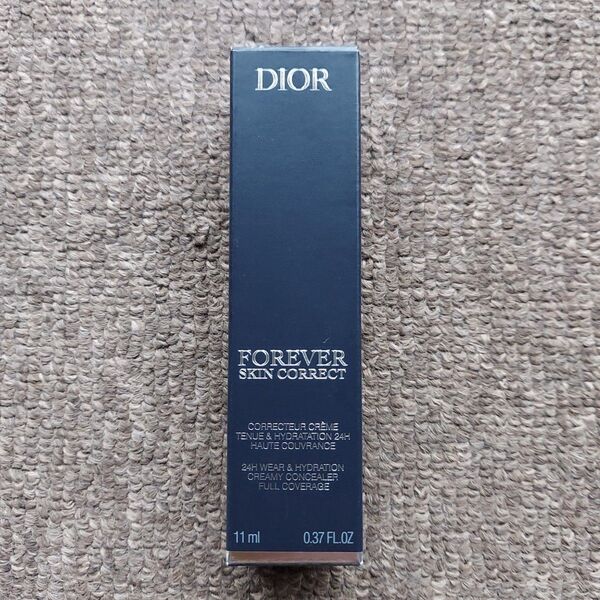 DIOR
FOREVER
SKIN CORRECT
CORRECTEUR CRÈME
TENUE & HYDRATATION 24H
HAUTE COUVRANCE
24H WEAR & HYDRATION
CREAMY CONCEALER
FULL COVERAGE
11 ml 0.37 FL.OZ